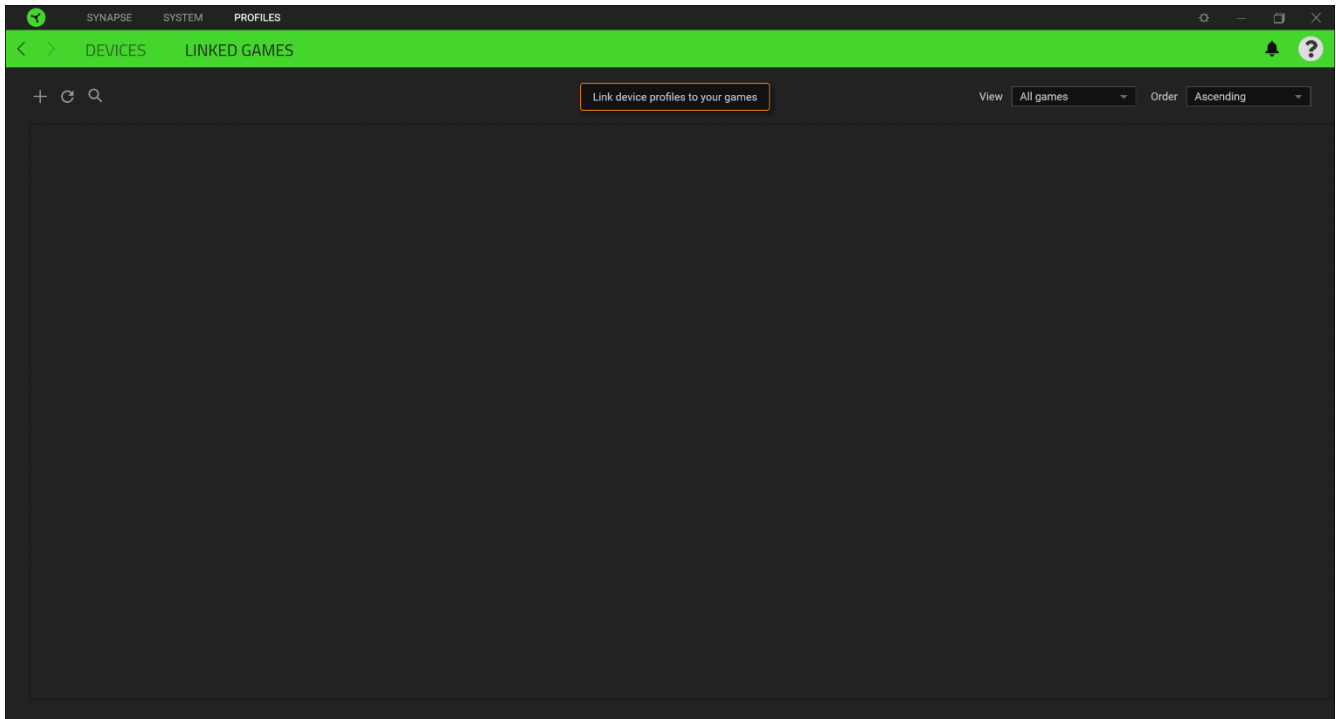 SYNAPSE SYSTEM PROFILES
DEVICES LINKED GAMES ?
Link device profiles to your games View All games Order Ascending